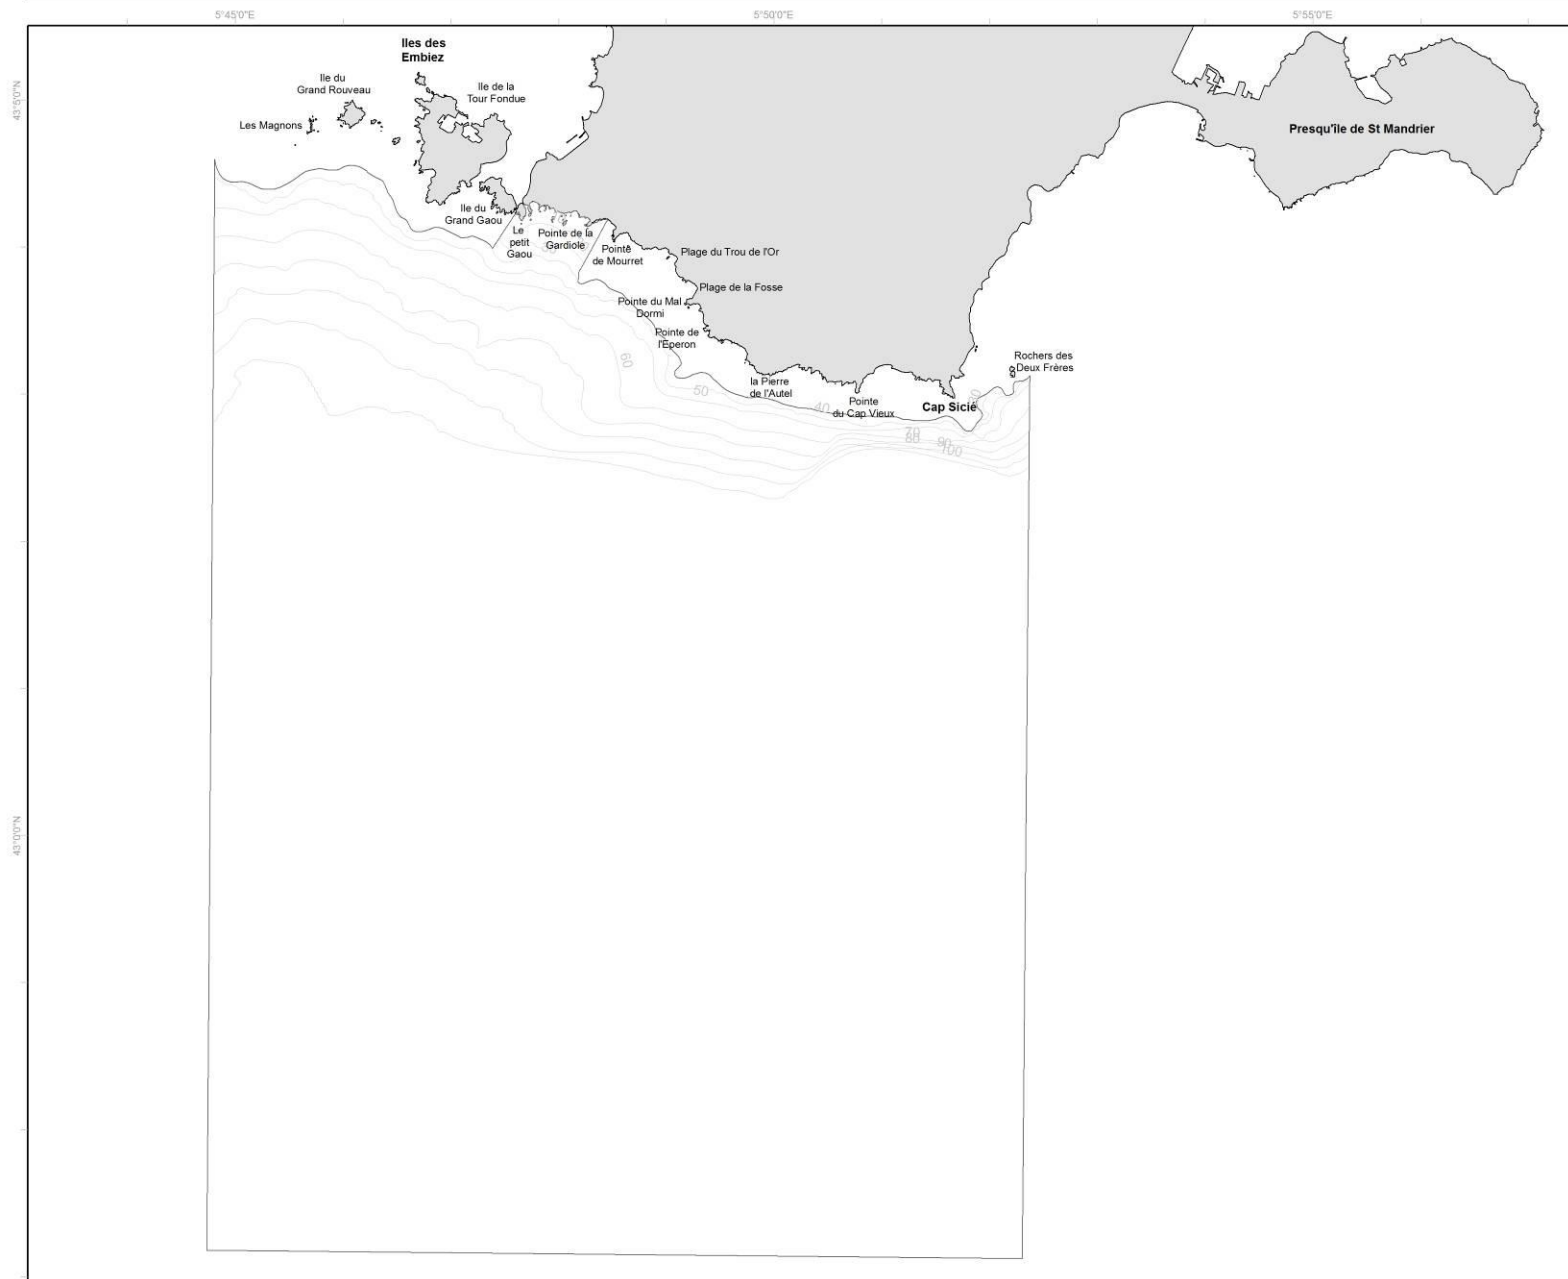 5°45'0"E
5°50'0"E
5°55'0"E
43°5'0"N
43°0'0"N
Iles des
Embiez
Ile du
Grand Rouveau
Ile de la
Tour Fondue
Les Magnons
Presqu'île de St Mandrier
Ile du
Grand Gaou
Le
petit
Gaou
Pointe de la
Gardiole
Pointe
de Mourret
Plage du Trou de l'Or
Plage de la Fosse
Pointe du Mal
Dormi
Pointe de
l'Eperon
Rochers des
Deux Frères
la Pierre
de l'Autel
Pointe
du Cap Vieux
Cap Sicié
60
50
40
70
80
90
100